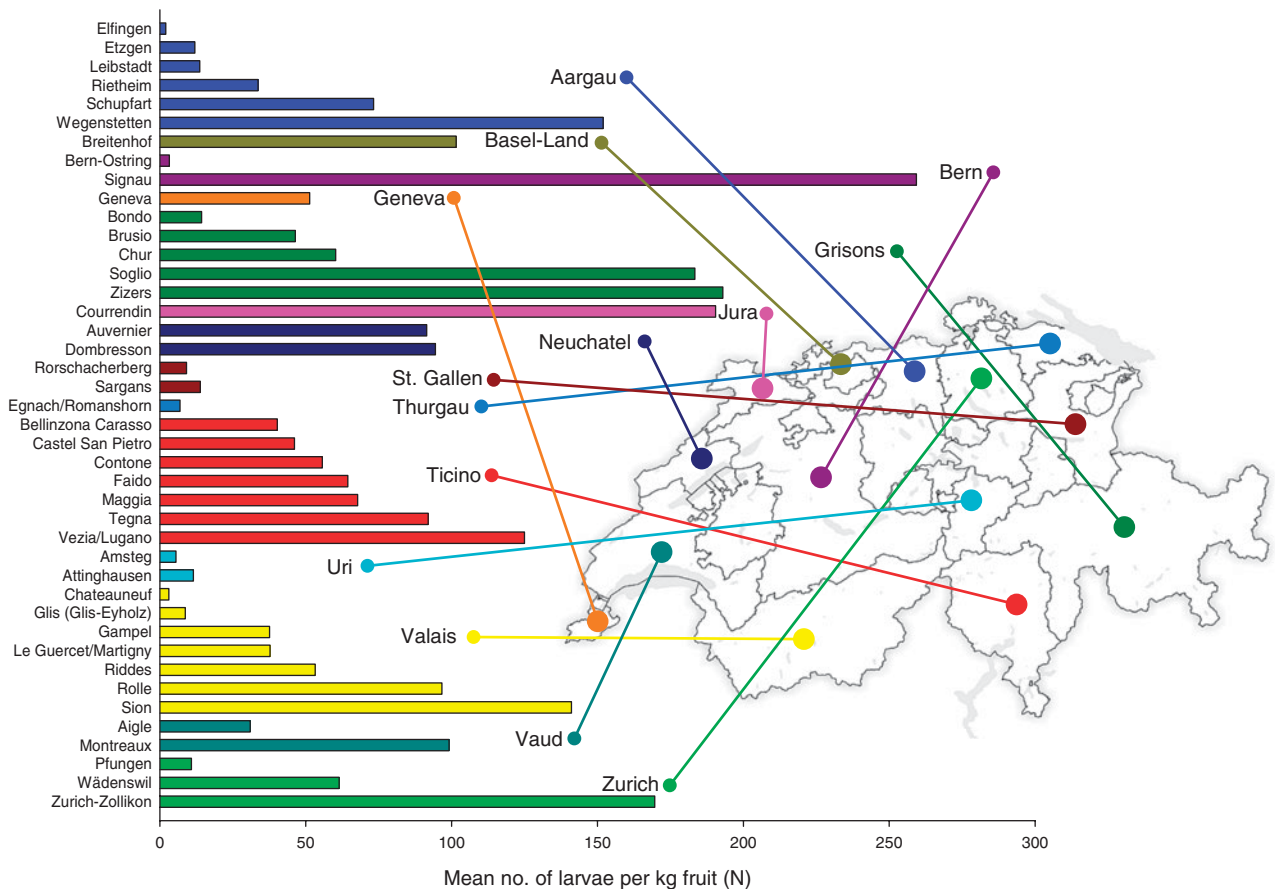 Elfingen
Etzgen
Leibstadt
Rietheim
Schupfart
Wegenstetten
Breitenhof
Bern-Ostring
Signau
Geneva
Bondo
Brusio
Chur
Soglio
Zizers
Courrendin
Auvernier
Dombresson
Rorschacherberg
Sargans
Egnach/Romanshorn
Bellinzona Carasso
Castel San Pietro
Contone
Faido
Maggia
Tegna
Vezia/Lugano
Amsteg
Attinghausen
Chateauneuf
Glis (Glis-Eyholz)
Gampel
Le Guercet/Martigny
Riddes
Rolle
Sion
Aigle
Montreaux
Pfungen
Wädenswil
Zurich-Zollikon
Aargau
Basel-Land
Bern
Geneva
Grisons
Jura
Neuchatel
St. Gallen
Thurgau
Ticino
Uri
Valais
Vaud
Zurich
0 50 100 150 200 250 300
Mean no. of larvae per kg fruit (N)